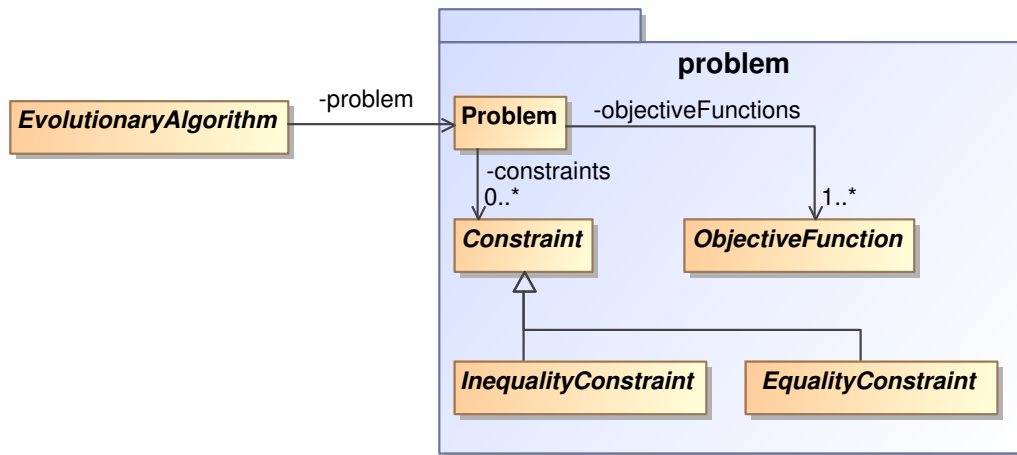 problem
-problem
EvolutionaryAlgorithm
Problem
-objectiveFunctions
-constraints
0..*
1..*
Constraint
ObjectiveFunction
InequalityConstraint
EqualityConstraint